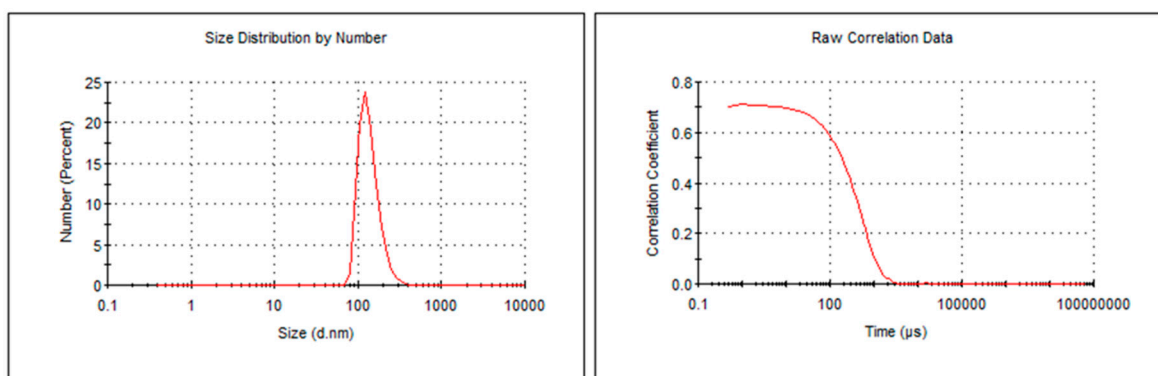 Size Distribution by Number
25
20
15
10
5
0
Number (Percent)
0.1 1 10 100 1000 10000
Size (d.nm)
Raw Correlation Data
0.8
0.6
0.4
0.2
0.0
Correlation Coefficient
0.1 100 100000 100000000
Time (µs)